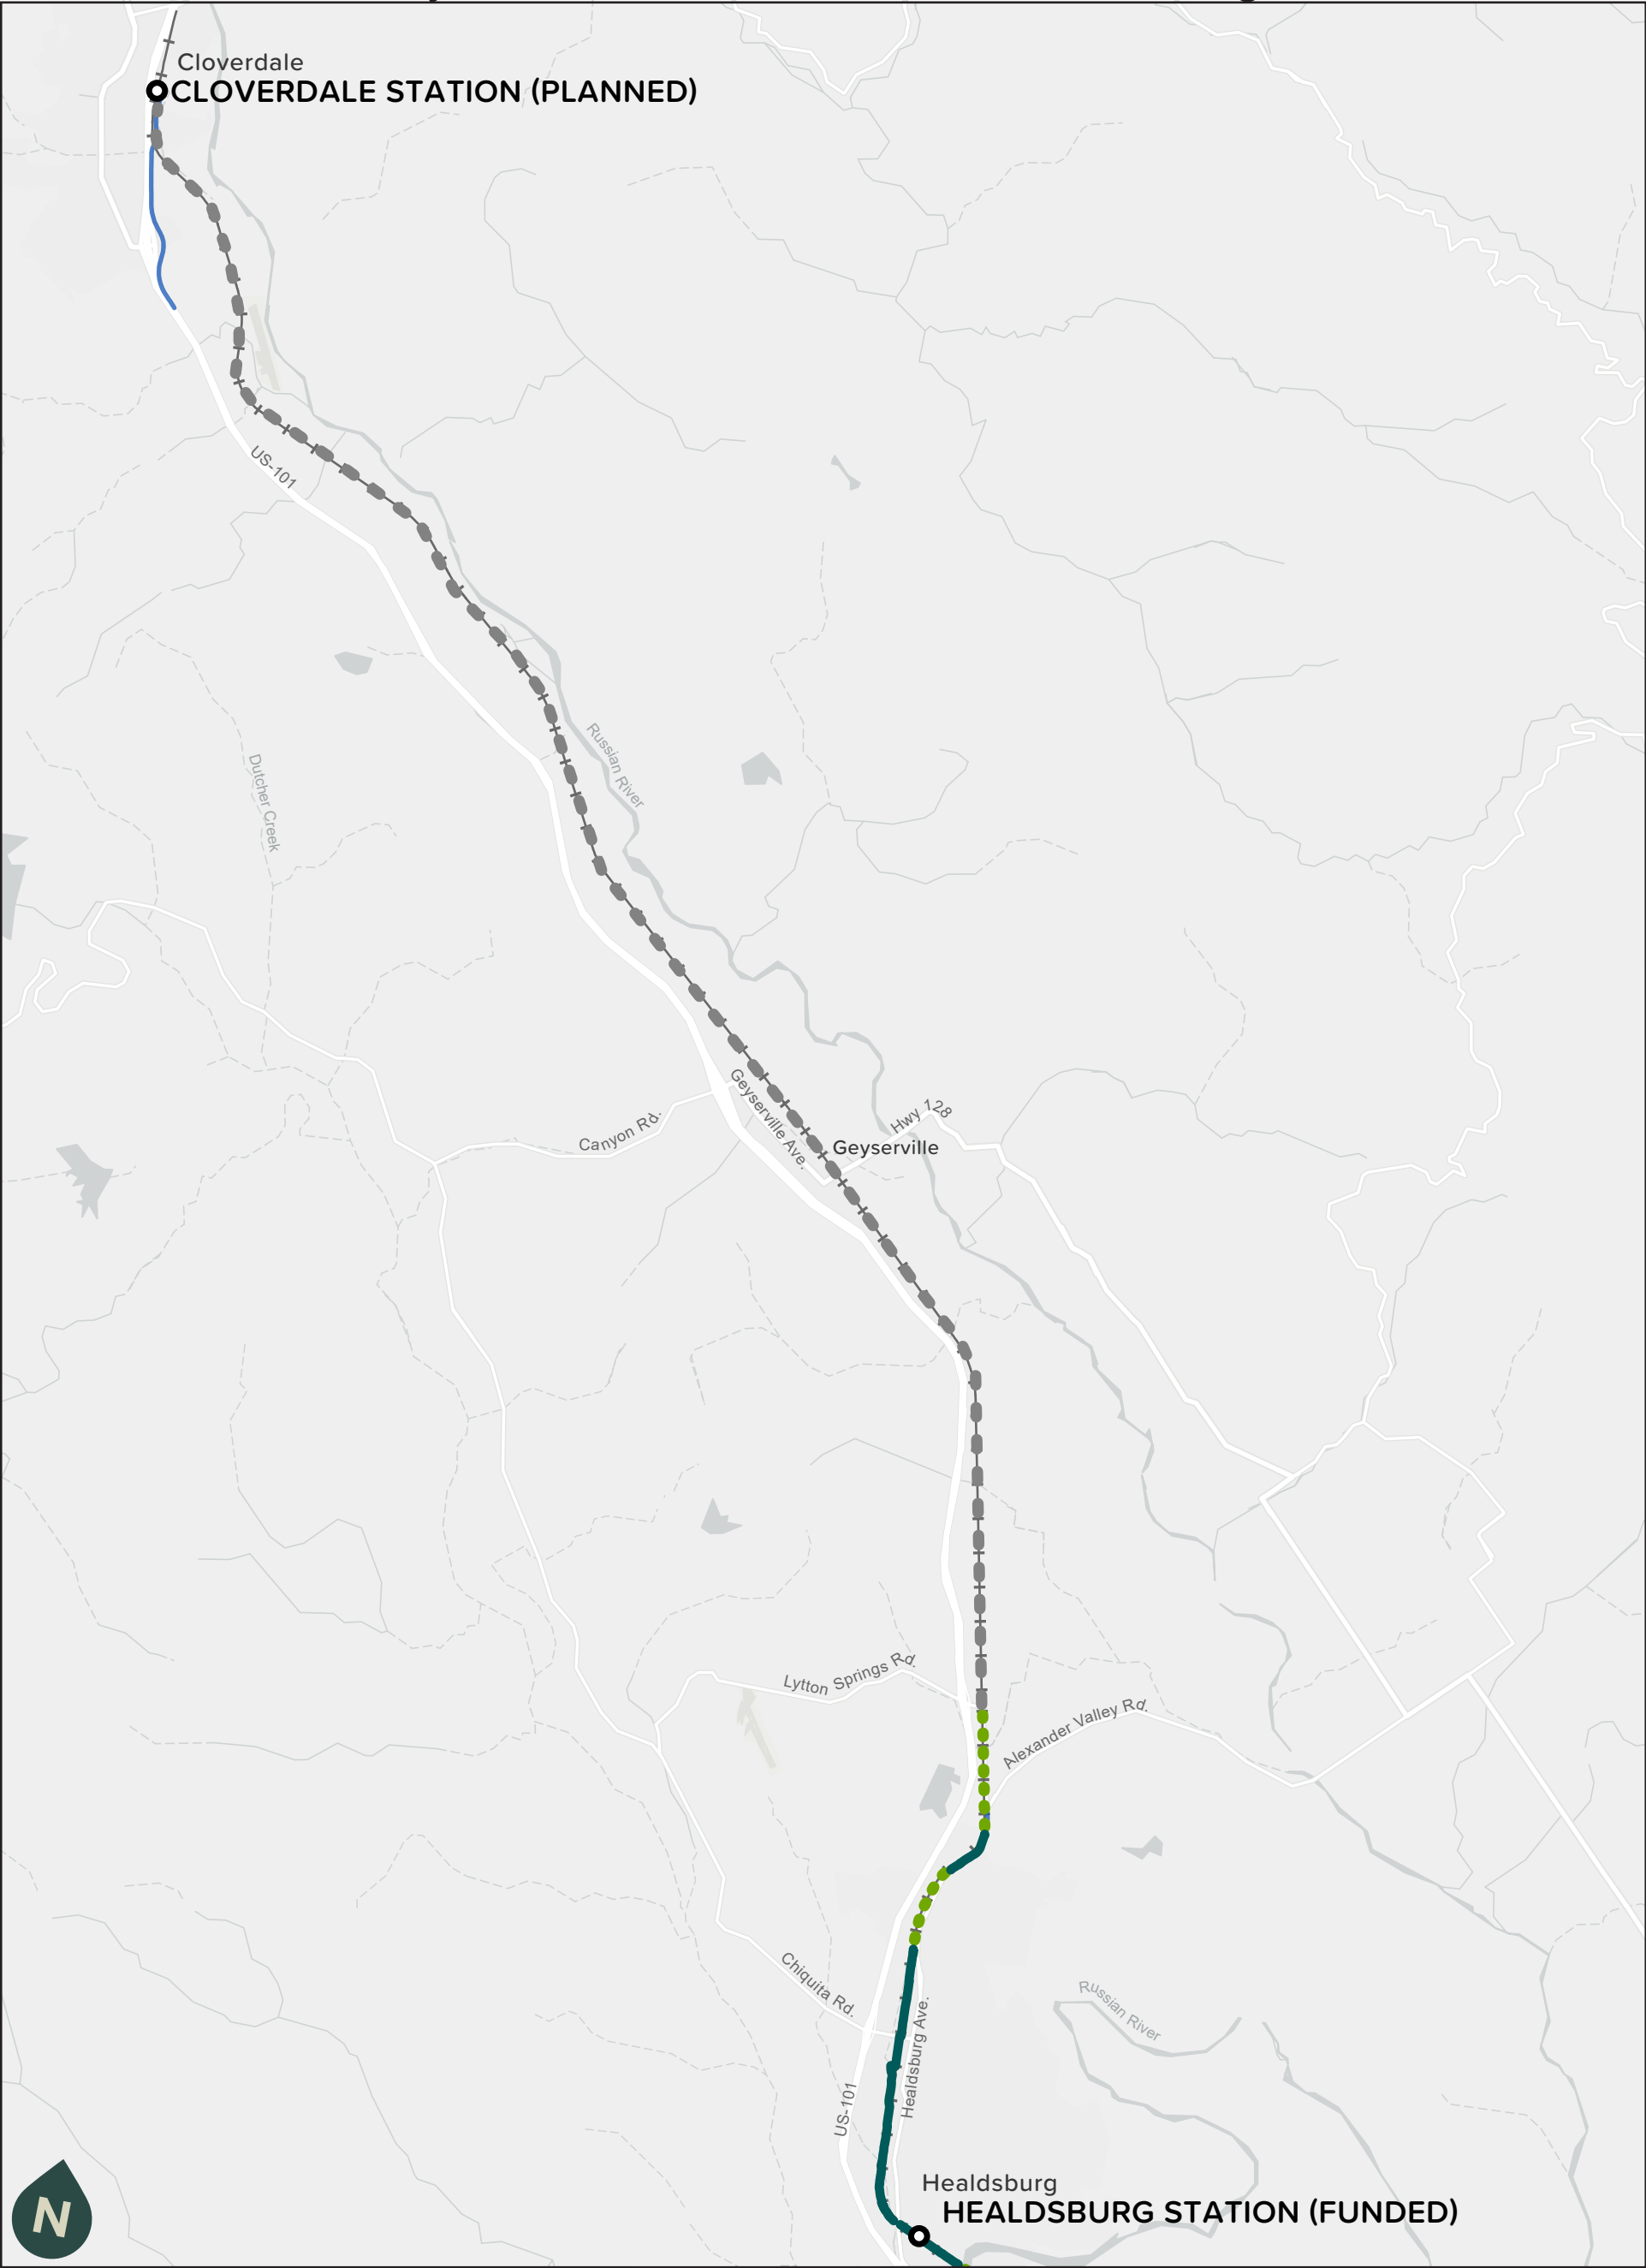 Cloverdale
CLOVERDALE STATION (PLANNED)
US-101
Russian River
Dutcher Creek
Geyserville Ave.
Hwy 128
Canyon Rd.
Geyserville
Lytton Springs Rd.
Alexander Valley Rd.
Chiquita Rd.
Russian River
Healdsburg Ave.
US-101
Healdsburg
HEALDSBURG STATION (FUNDED)
N